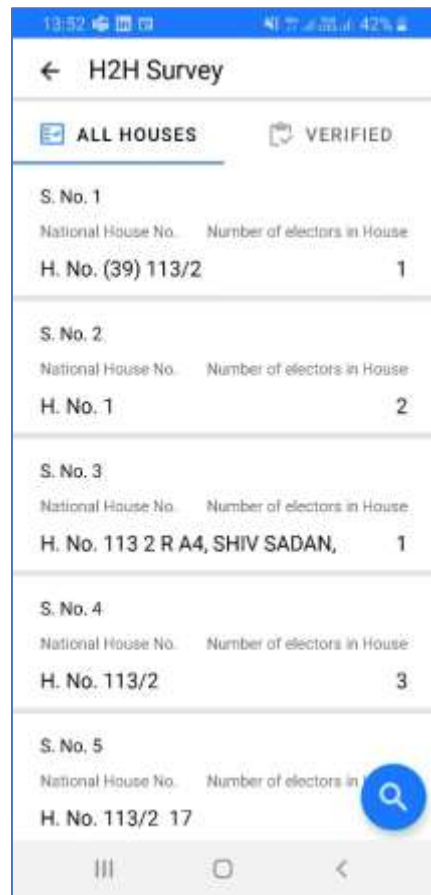 13:52 42%
H2H Survey
ALL HOUSES VERIFIED
S. No. 1
National House No. Number of electors in House
H. No. (39) 113/2 1
S. No. 2
National House No. Number of electors in House
H. No. 1 2
S. No. 3
National House No. Number of electors in House
H. No. 113 2 R A4, SHIV SADAN, 1
S. No. 4
National House No. Number of electors in House
H. No. 113/2 3
S. No. 5
National House No. Number of electors in
H. No. 113/2 17